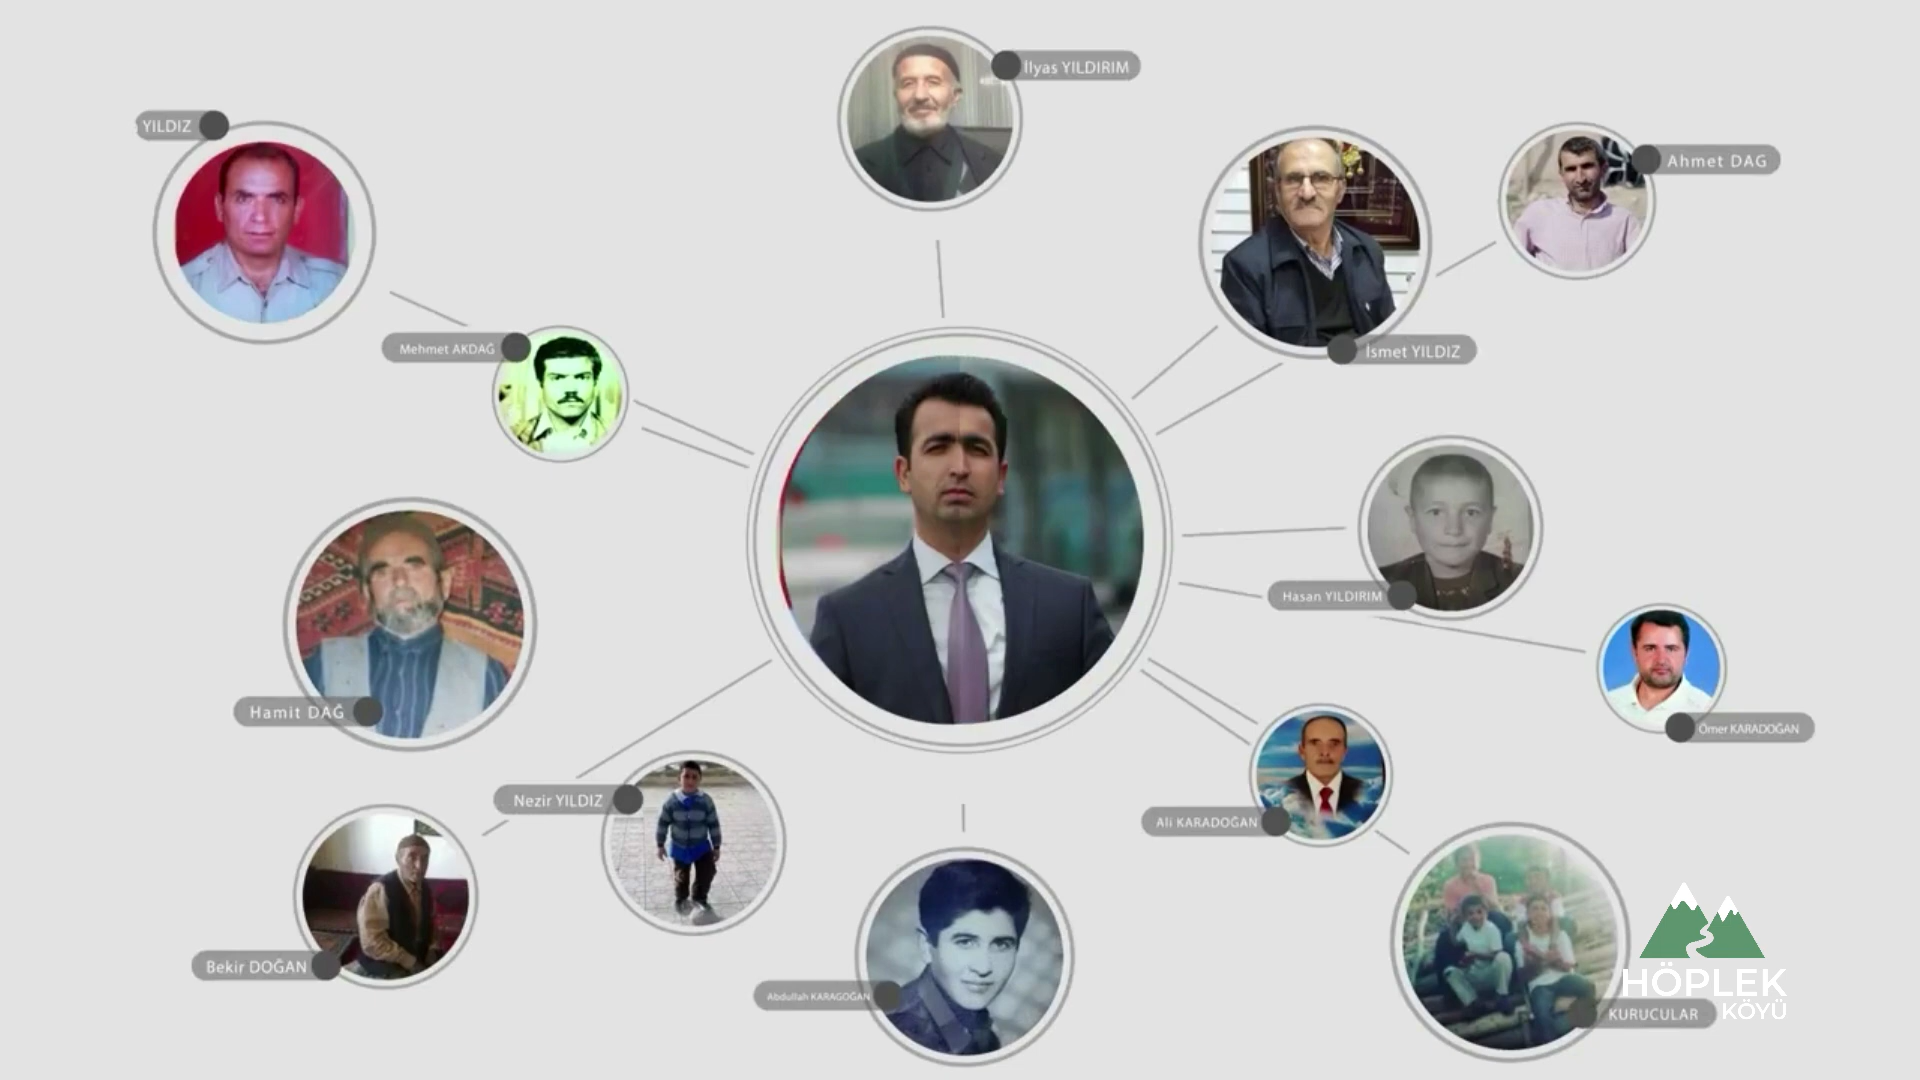 İlyas YILDIRIM
YILDIZ
Ahmet DAG
Mehmet AKDAĞ
İsmet YILDIZ
Hasan YILDIRIM
Hamit DAĞ
Ömer KARADOĞAN
Nezir YILDIZ
Ali KARADOĞAN
Bekir DOĞAN
Abdullah KARAGOĞAN
HÖPLEK
KÖYÜ
KURUCULAR